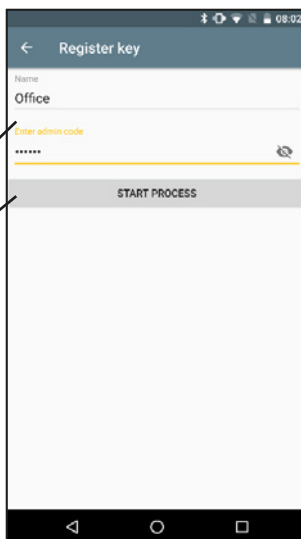 08:02
Register key
Name
Office
Enter admin code
••••••
START PROCESS